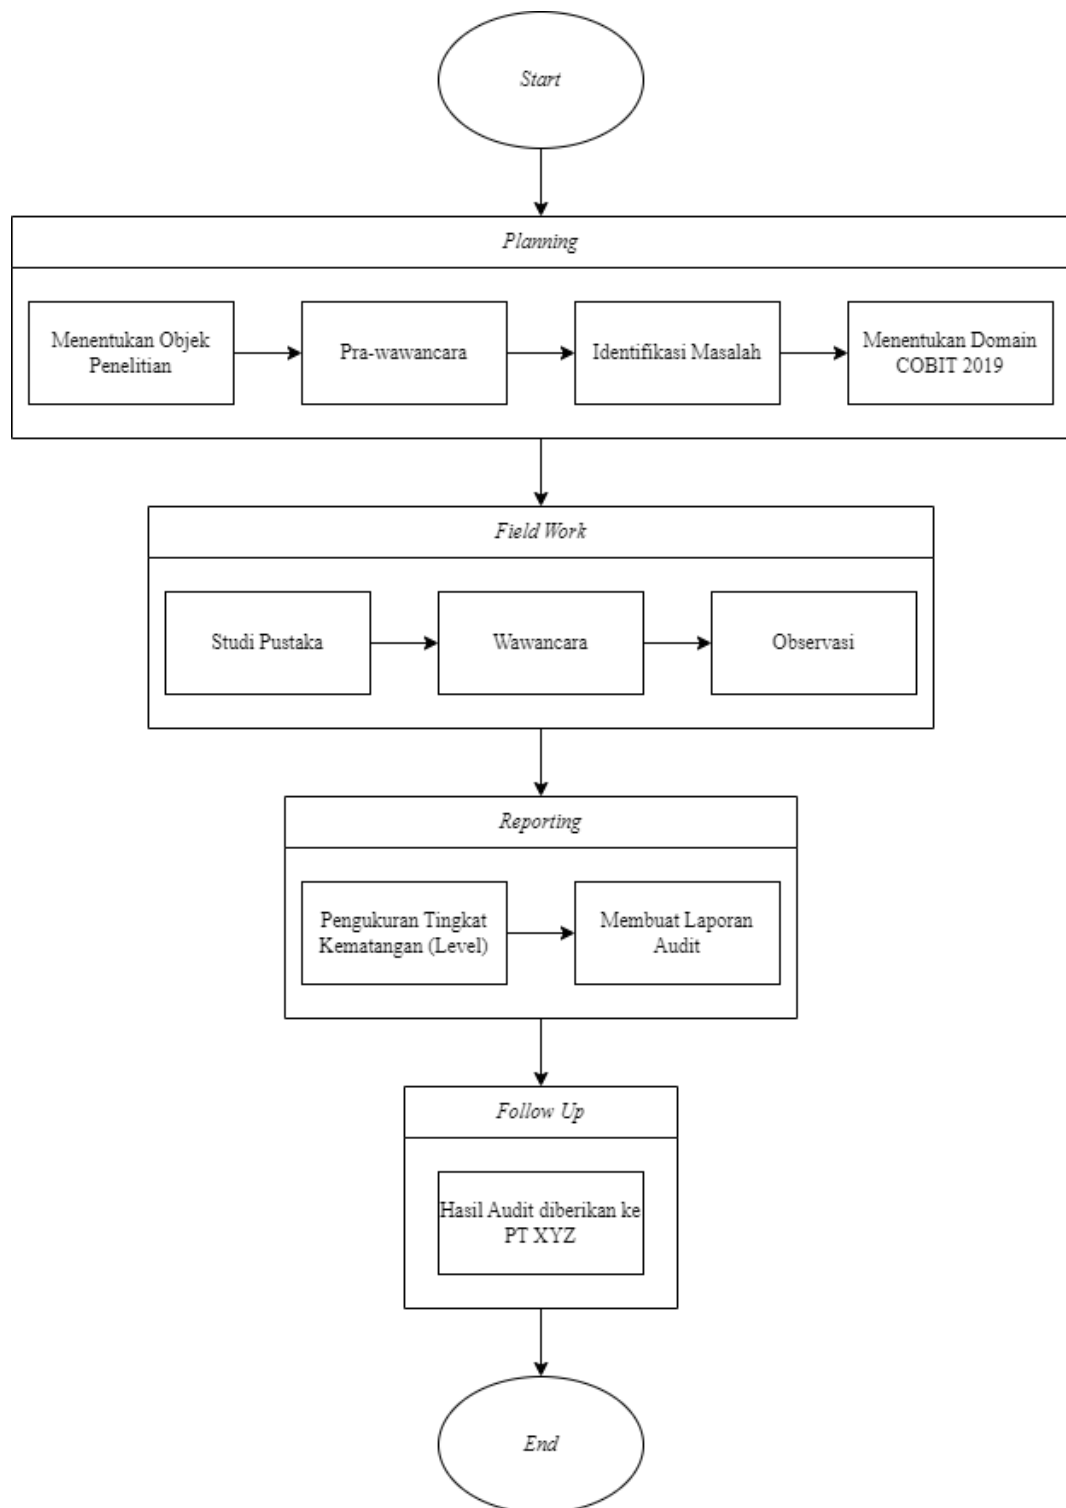 Start
Planning
Menentukan Objek
Penelitian
Pra-wawancara
Identifikasi Masalah
Menentukan Domain
COBIT 2019
Field Work
Studi Pustaka
Wawancara
Observasi
Reporting
Pengukuran Tingkat
Kematangan (Level)
Membuat Laporan
Audit
Follow Up
Hasil Audit diberikan ke
PT XYZ
End